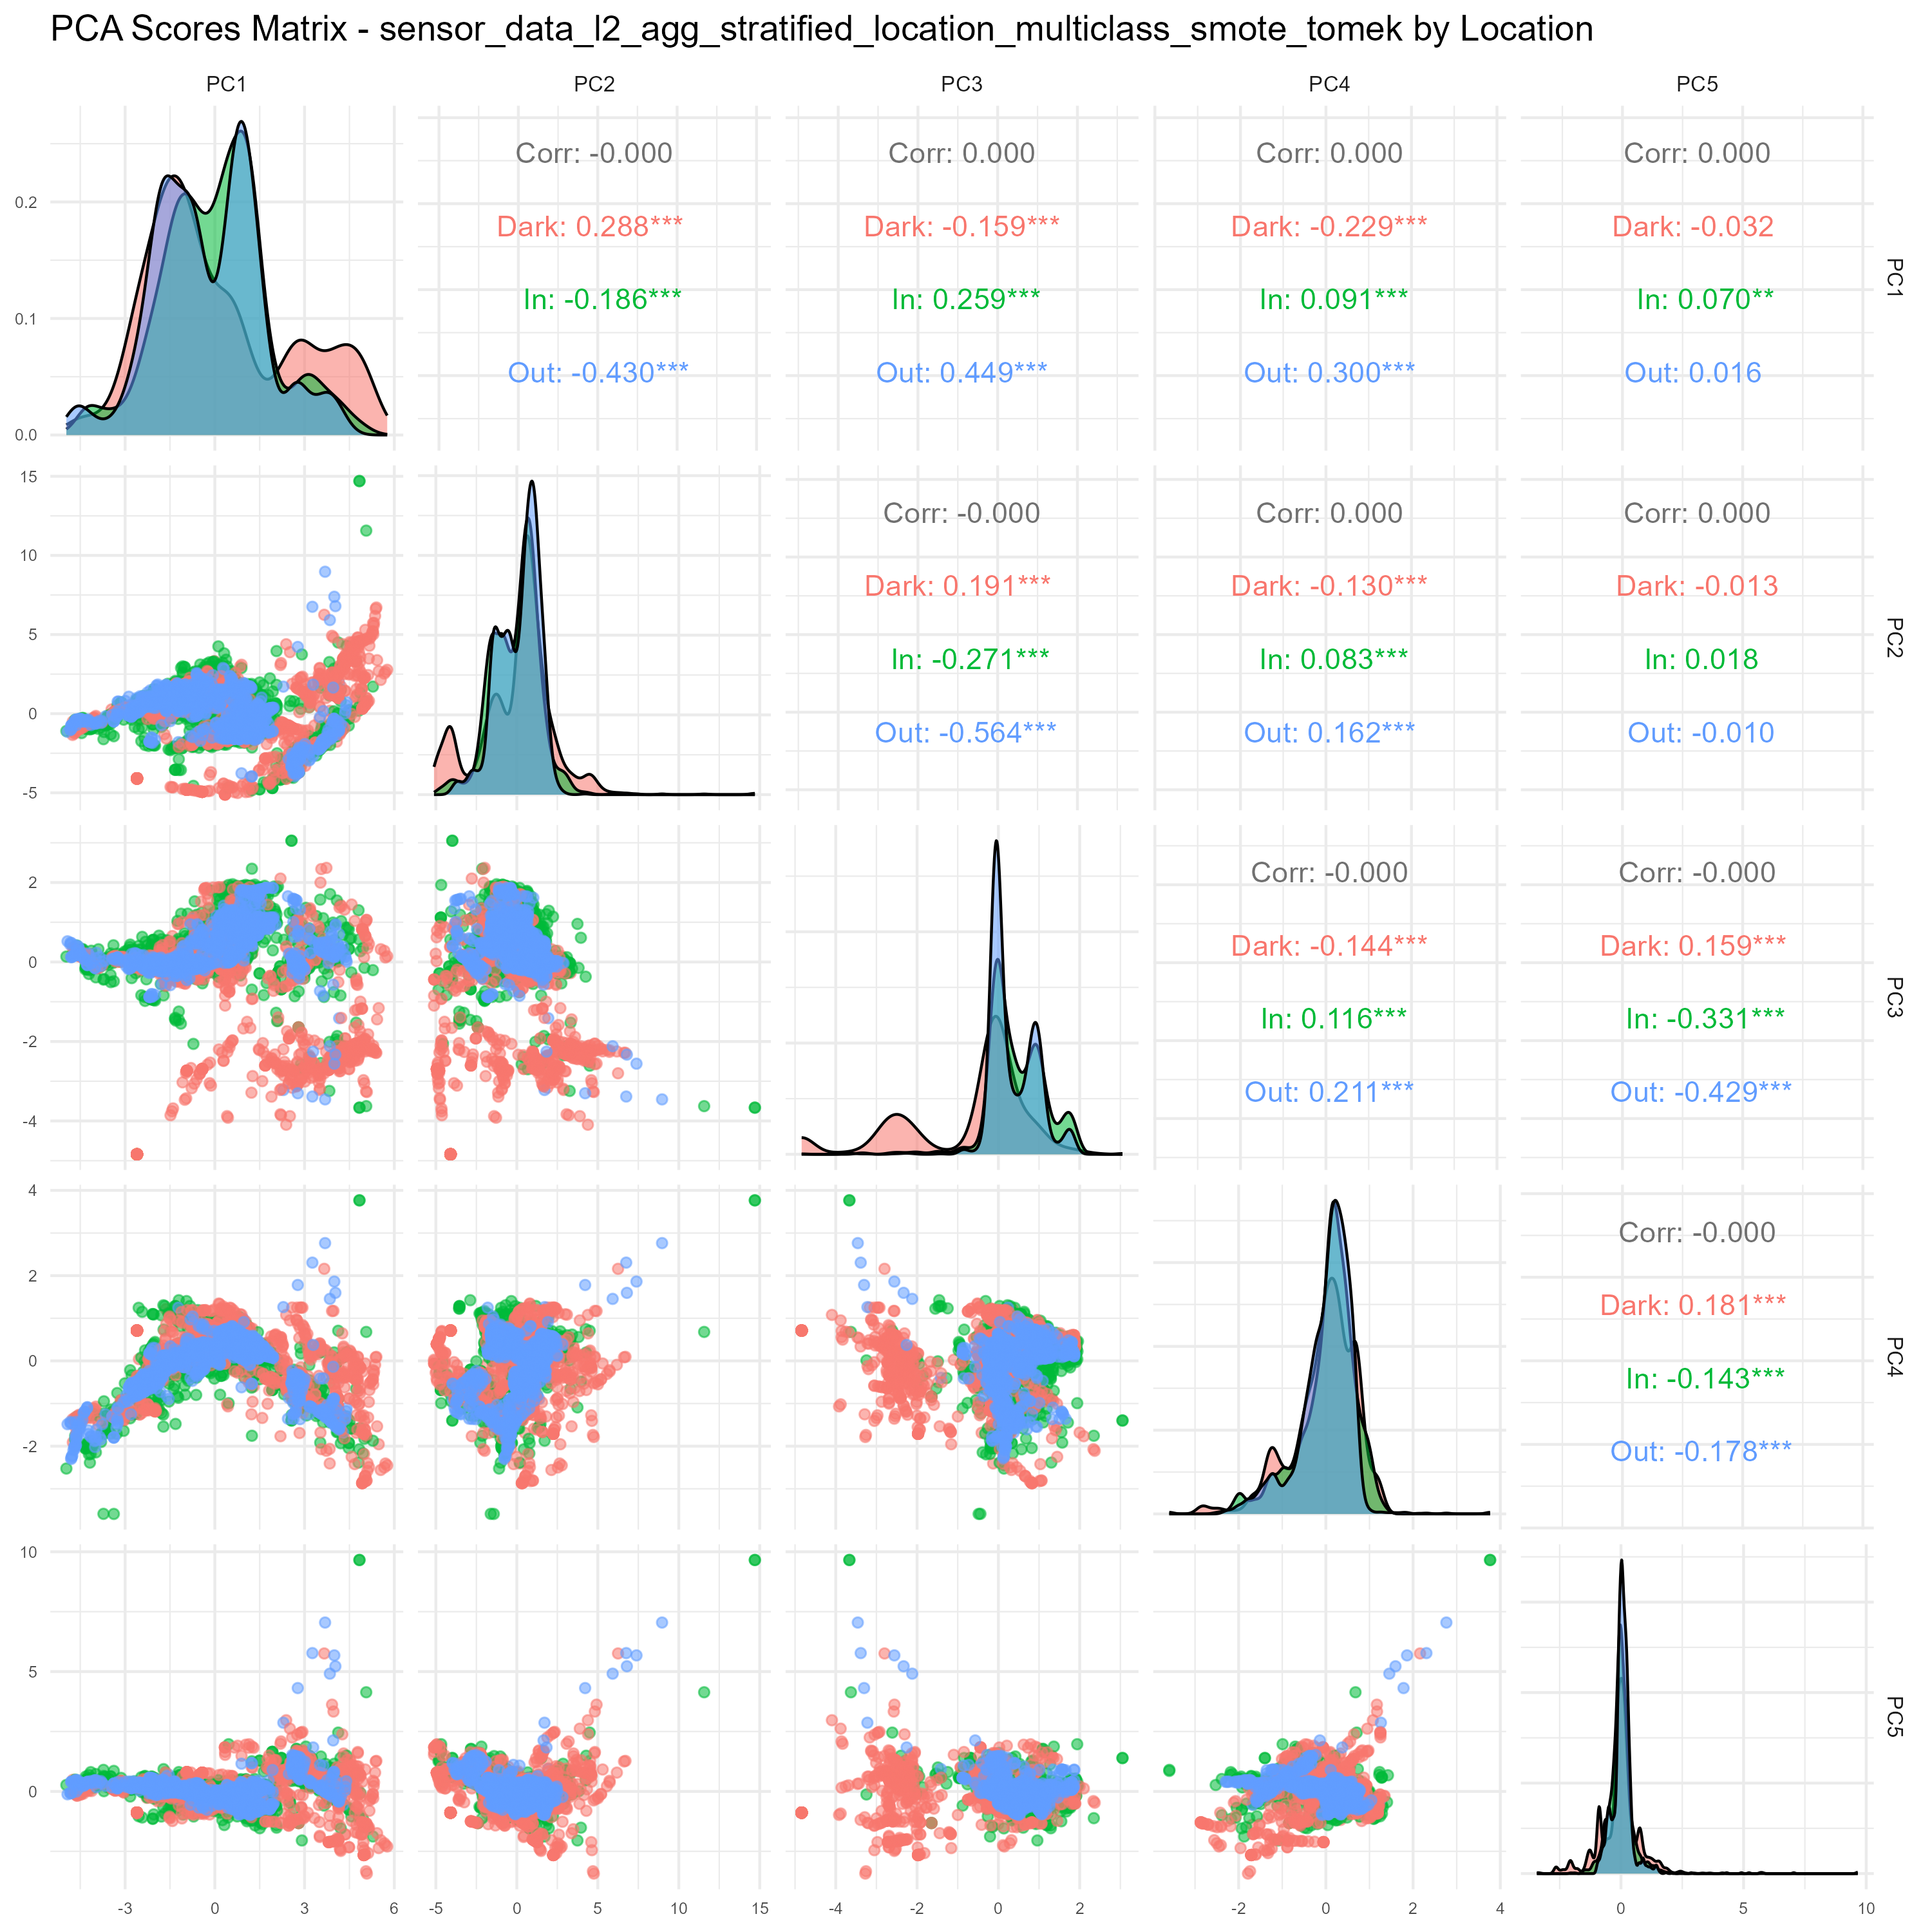 PCA Scores Matrix - sensor_data_l2_agg_stratified_location_multiclass_smote_tomek by Location
PC1 PC2 PC3 PC4 PC5
Corr: -0.000 Corr: 0.000 Corr: 0.000 Corr: 0.000
Dark: 0.288*** Dark: -0.159*** Dark: -0.229*** Dark: -0.032
In: -0.186*** In: 0.259*** In: 0.091*** In: 0.070**
Out: -0.430*** Out: 0.449*** Out: 0.300*** Out: 0.016
0.2
0.1
0.0
PC1
Corr: -0.000 Corr: 0.000 Corr: 0.000
Dark: 0.191*** Dark: -0.130*** Dark: -0.013
In: -0.271*** In: 0.083*** In: 0.018
Out: -0.564*** Out: 0.162*** Out: -0.010
15
10
5
0
-5
PC2
Corr: -0.000 Corr: -0.000
Dark: -0.144*** Dark: 0.159***
In: 0.116*** In: -0.331***
Out: 0.211*** Out: -0.429***
2
0
-2
-4
PC3
Corr: -0.000
Dark: 0.181***
In: -0.143***
Out: -0.178***
4
2
0
-2
PC4
10
5
0
PC5
-3 0 3 6 -5 0 5 10 15 -4 -2 0 2 -2 0 2 4 0 5 10